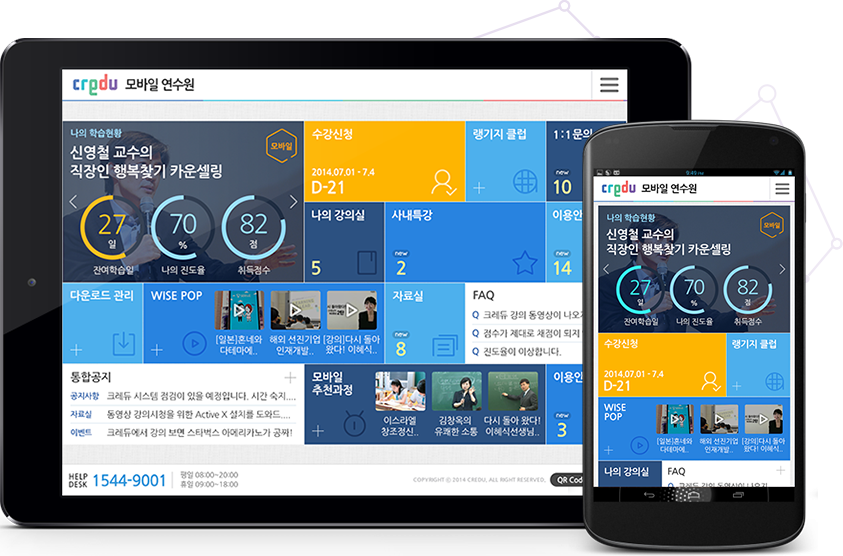 credu 모바일 연수원
나의 학습현황
신영철 교수의
직장인 행복찾기 카운셀링
모바일
27
일
잔여학습일
70
%
나의 진도율
82
점
취득점수
수강신청
2014.07.01 - 7.4
D-21
랭기지 클럽
1:1문의
new
10
나의 강의실
5
사내특강
new
2
이용안
new
14
다운로드 관리
WISE POP
[일본]혼네와
다테마에..
해외 선진기업
인재개발..
[강의]다시 돌아
왔다! 이혜식..
자료실
new
8
FAQ
Q 크레듀 강의 동영상이 나오지
Q 점수가 제대로 채점이 되지
Q 진도율이 이상합니다.
통합공지
공지사항 크레듀 시스템 점검이 있을 예정입니다. 시간 숙지....
자료실 동영상 강의시청을 위한 Active X 설치를 도와드....
이벤트 크레듀에서 강의 보면 스타벅스 아메리카노가 공짜!
모바일
추천과정
이스라엘
창조정신..
김창옥의
유쾌한 소통
다시 돌아 왔다!
이혜식선생님..
이용안
new
3
HELP
DESK 1544-9001
평일 08:00~20:00
휴일 09:00~18:00
COPYRIGHT © 2014 CREDU, ALL RIGHT RESERVED,
QR Cod
9:49 PM
credu 모바일 연수원
나의 학습현황
신영철 교수의
직장인 행복찾기 카운셀링
모바일
27
일
잔여학습일
70
%
나의 진도율
82
점
취득점수
수강신청
2014.07.01 - 7.4
D-21
랭기지 클럽
WISE
POP
[일본]혼네와
다테마에..
해외 선진기업
인재개발..
[강의]다시 돌아
왔다! 이혜식..
나의 강의실
FAQ
Q 크레듀 강의 동영상이 나오지